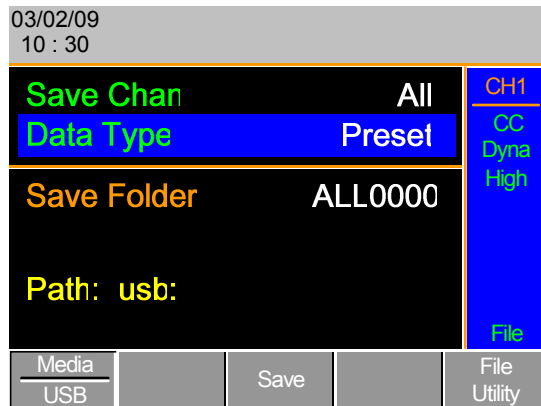 03/02/09
10 : 30
Save Chan All
Data Type Preset
Save Folder ALL0000
Path: usb:
CH1
CC
Dyna
High
File
Media
USB
Save
File
Utility